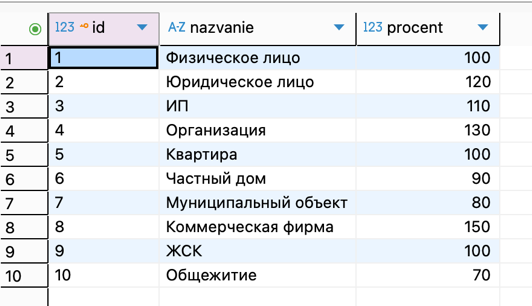 123 id A-Z nazvanie 123 procent
1 1 Физическое лицо 100
2 2 Юридическое лицо 120
3 3 ИП 110
4 4 Организация 130
5 5 Квартира 100
6 6 Частный дом 90
7 7 Муниципальный объект 80
8 8 Коммерческая фирма 150
9 9 ЖСК 100
10 10 Общежитие 70